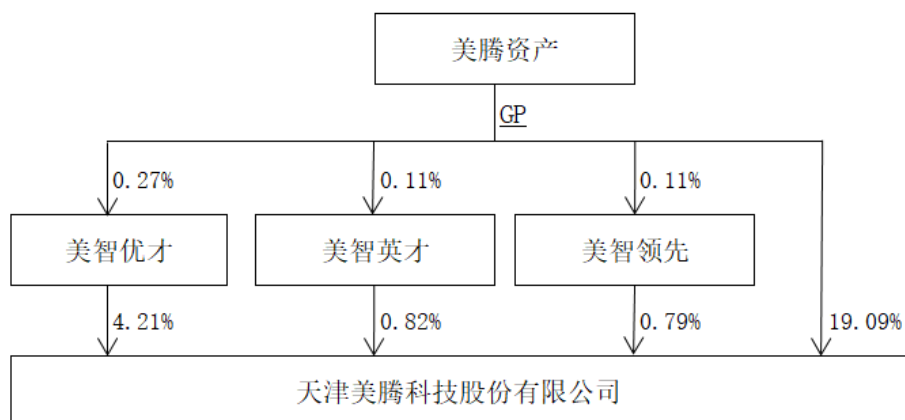 美腾资产
GP
0.27%
0.11%
0.11%
美智优才
美智英才
美智领先
4.21%
0.82%
0.79%
19.09%
天津美腾科技股份有限公司